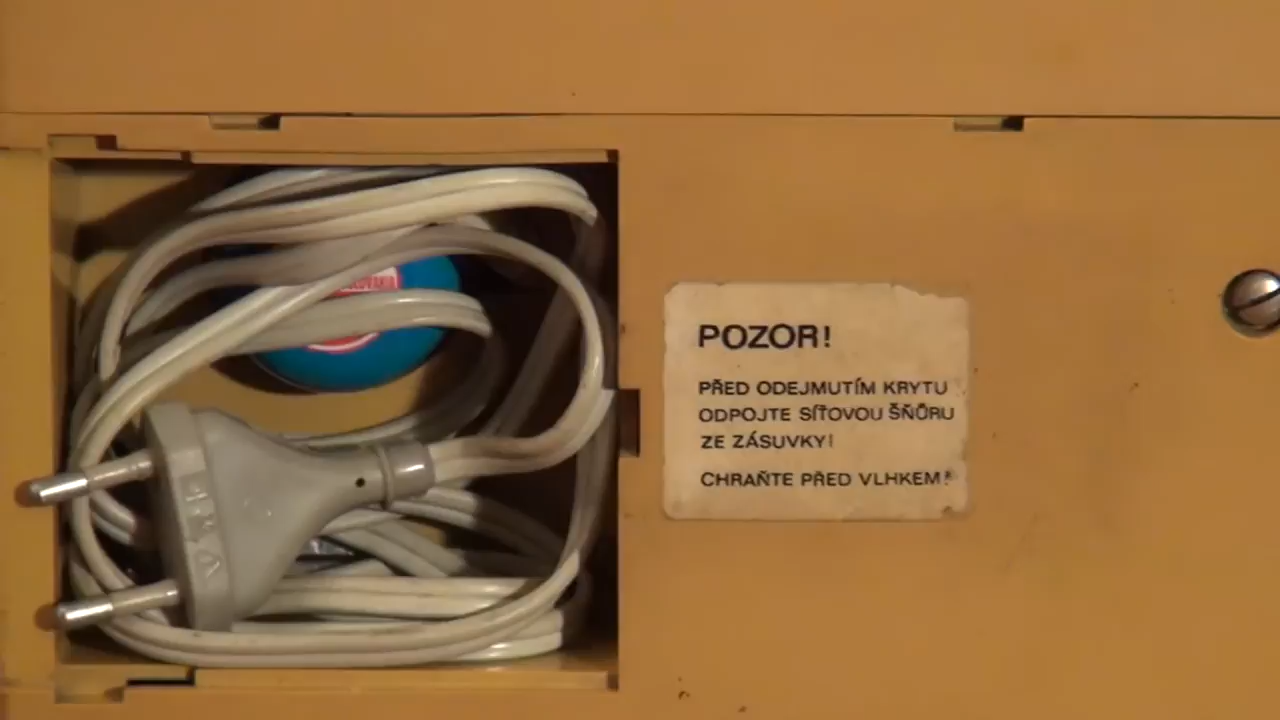 POZOR!
PŘED ODEJMUTÍM KRYTU
ODPOJTE SÍŤOVOU ŠŇŮRU
ZE ZÁSUVKY!
CHRAŇTE PŘED VLHKEM!